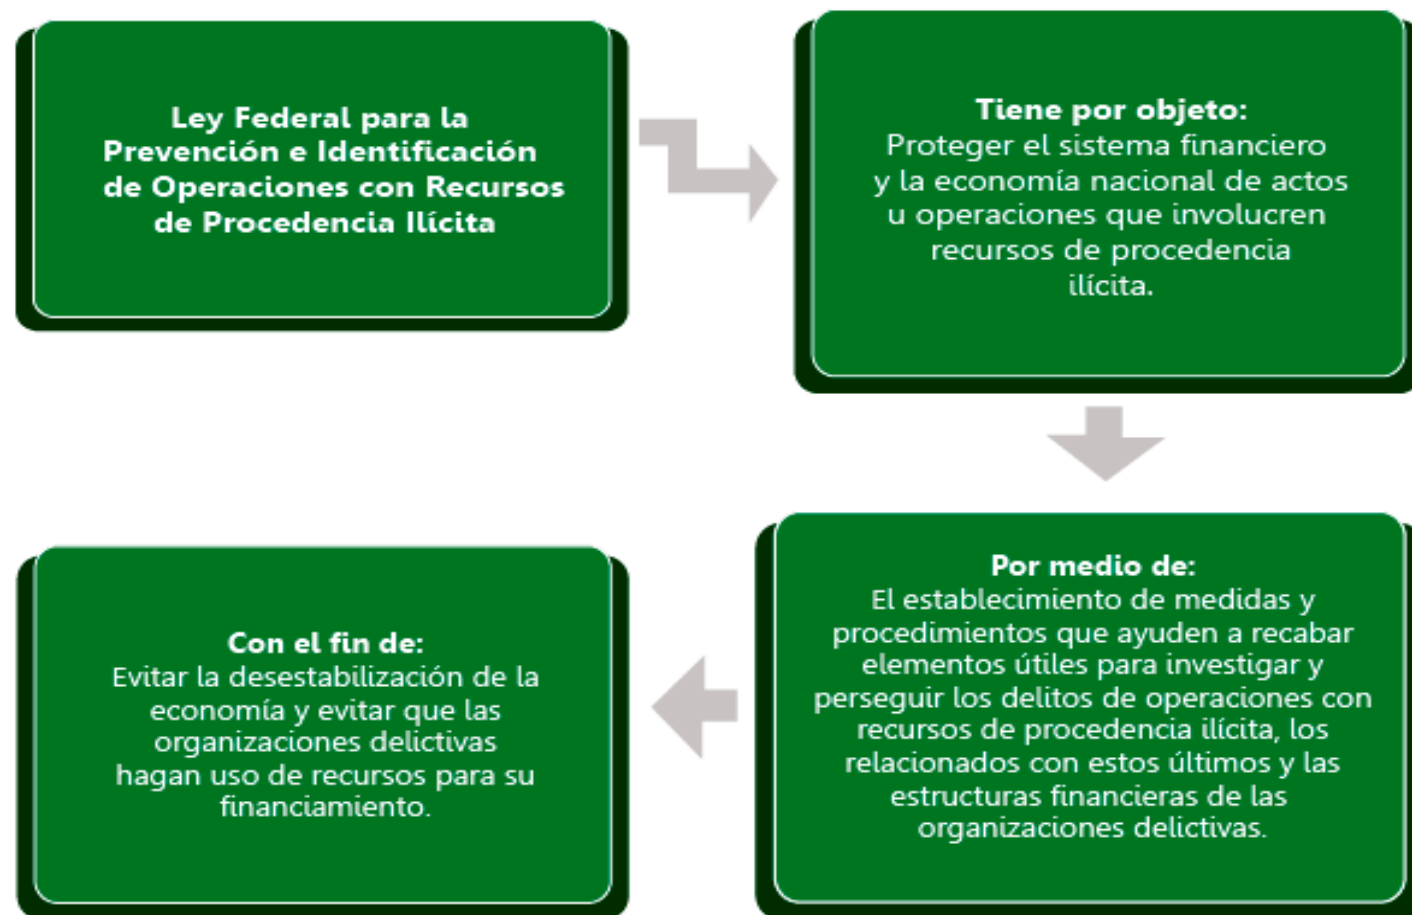 Ley Federal para la
Prevención e Identificación
de Operaciones con Recursos
de Procedencia Ilícita
Tiene por objeto:
Proteger el sistema financiero
y la economía nacional de actos
u operaciones que involucren
recursos de procedencia
ilícita.
Por medio de:
El establecimiento de medidas y
procedimientos que ayuden a recabar
elementos útiles para investigar y
perseguir los delitos de operaciones con
recursos de procedencia ilícita, los
relacionados con estos últimos y las
estructuras financieras de las
organizaciones delictivas.
Con el fin de:
Evitar la desestabilización de la
economía y evitar que las
organizaciones delictivas
hagan uso de recursos para su
financiamiento.